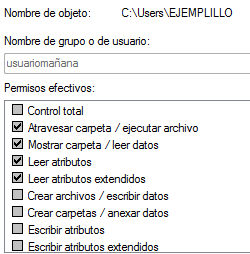 Nombre de objeto: C:\Users\EJEMPLILLO
Nombre de grupo o de usuario:
usuariomañana
Permisos efectivos:
Control total
Atravesar carpeta / ejecutar archivo
Mostrar carpeta / leer datos
Leer atributos
Leer atributos extendidos
Crear archivos / escribir datos
Crear carpetas / anexar datos
Escribir atributos
Escribir atributos extendidos